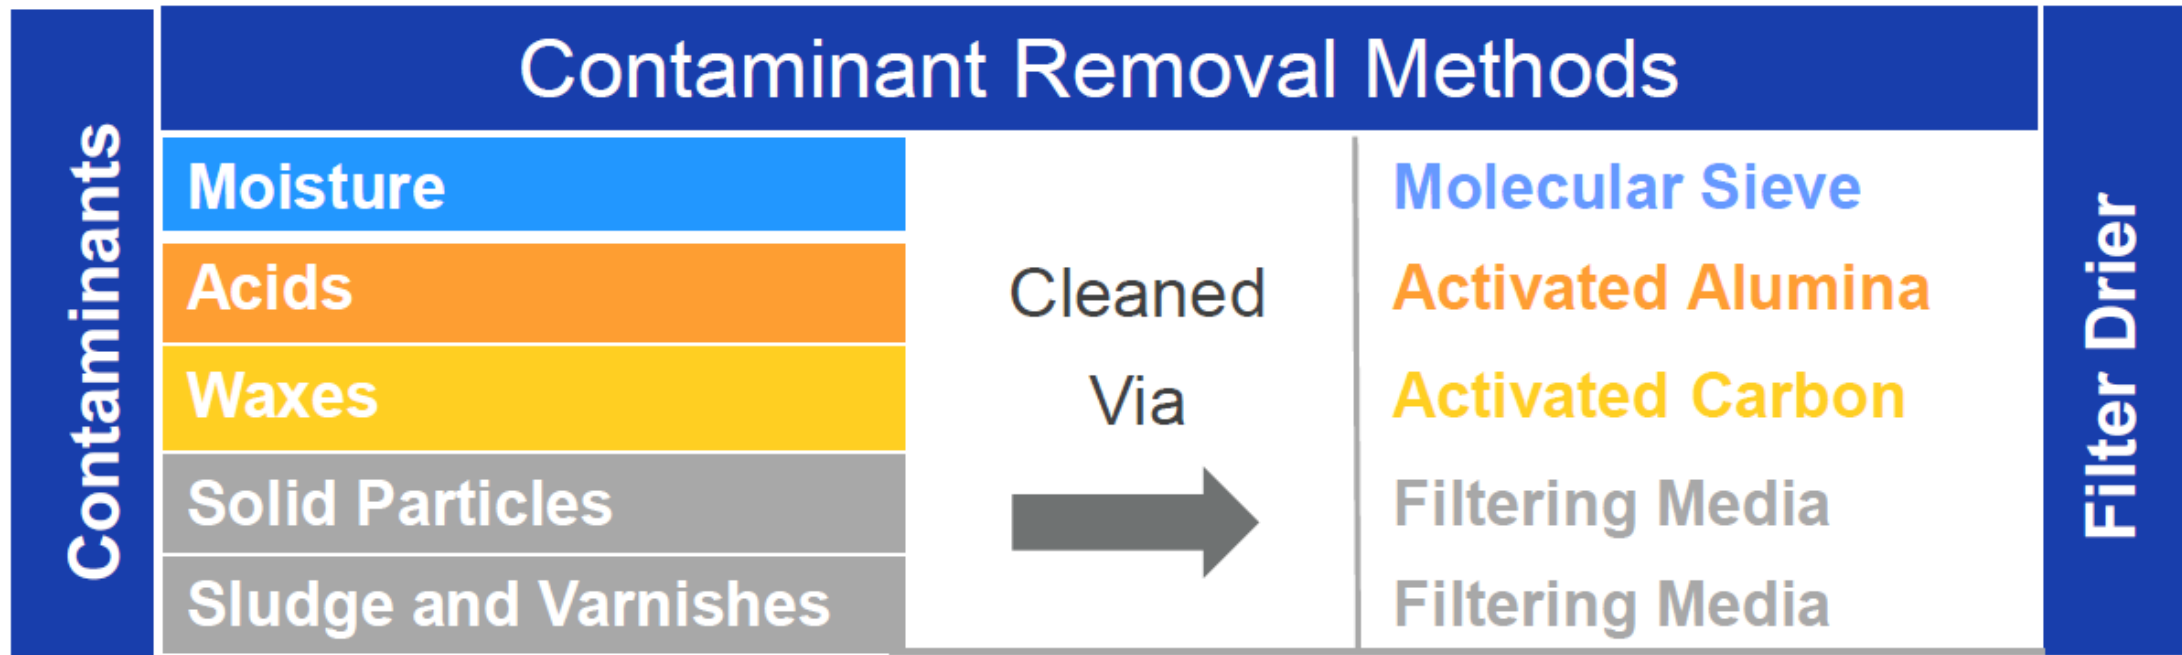 Contaminant Removal Methods
Contaminants
Moisture
Acids
Waxes
Solid Particles
Sludge and Varnishes
Cleaned
Via
Molecular Sieve
Activated Alumina
Activated Carbon
Filtering Media
Filtering Media
Filter Drier